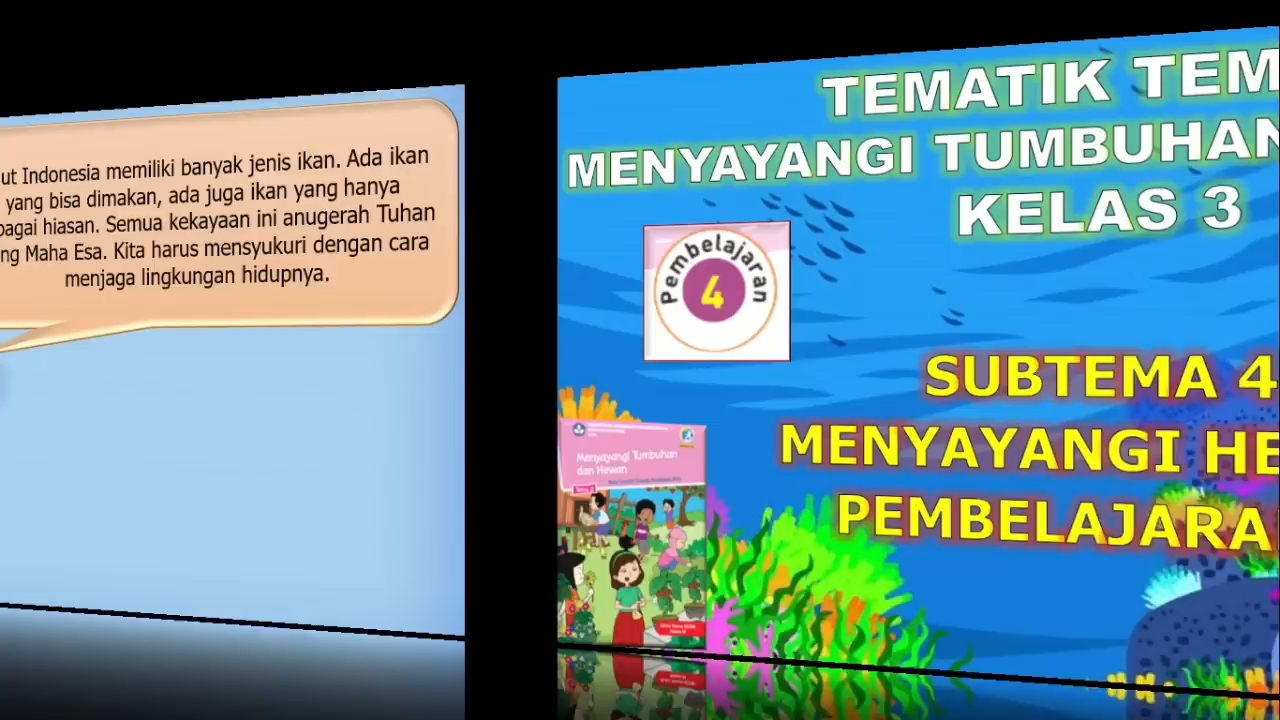 ut Indonesia memiliki banyak jenis ikan. Ada ikan
yang bisa dimakan, ada juga ikan yang hanya
bagai hiasan. Semua kekayaan ini anugerah Tuhan
ng Maha Esa. Kita harus mensyukuri dengan cara
menjaga lingkungan hidupnya.
TEMATIK TEM
MENYAYANGI TUMBUHAN
KELAS 3
Pembelajaran
4
SUBTEMA 4
MENYAYANGI HE
PEMBELAJARA
Menyayangi Tumbuhan
dan Hewan